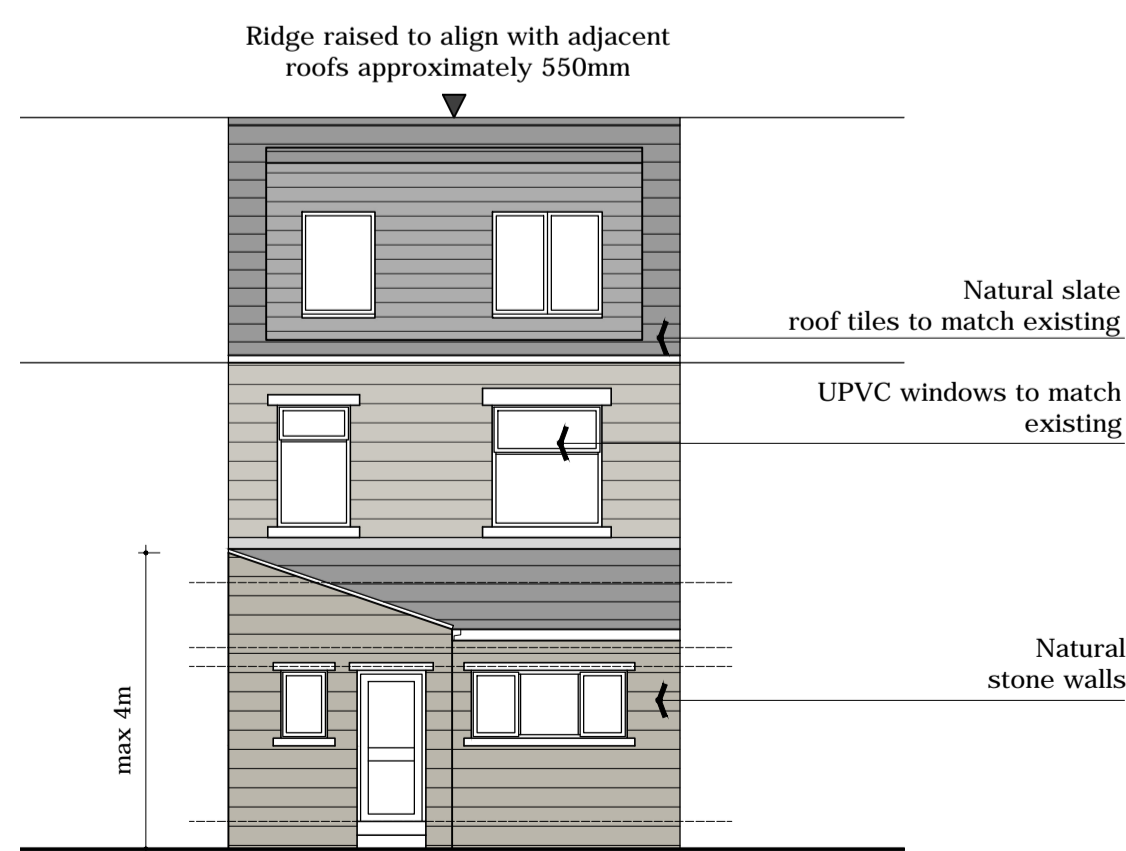 Ridge raised to align with adjacent
roofs approximately 550mm
Natural slate
roof tiles to match existing
UPVC windows to match
existing
Natural
stone walls
max 4m